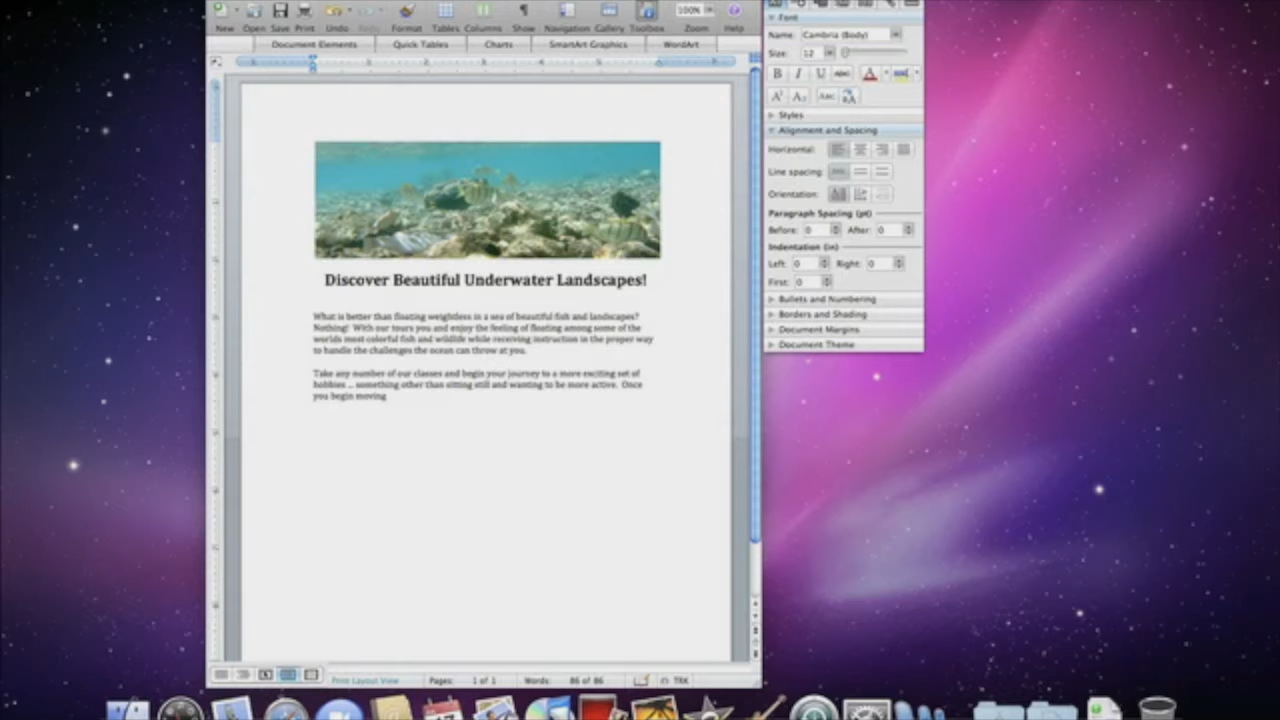 New Open Save Print Undo Redo Format Tables Columns Show Navigation Gallery Toolbox Zoom Help
100%
Document Elements Quick Tables Charts SmartArt Graphics WordArt
Discover Beautiful Underwater Landscapes!
What is better than floating weightless in a sea of beautiful fish and landscapes?
Nothing! With our tours you and enjoy the feeling of floating among some of the
worlds most colorful fish and wildlife while receiving instruction in the proper way
to handle the challenges the ocean can throw at you.
Take any number of our classes and begin your journey to a more exciting set of
hobbies ... something other than sitting still and wanting to be more active. Once
you begin moving
Print Layout View Pages: 1 of 1 Words: 86 of 86 TRK
Font
Name: Cambria (Body)
Size: 12
B I U ABC A
A² A₂ Abc
Styles
Alignment and Spacing
Horizontal:
Line spacing:
Orientation:
Paragraph Spacing (pt)
Before: 0 After: 0
Indentation (in)
Left: 0 Right: 0
First: 0
Bullets and Numbering
Borders and Shading
Document Margins
Document Theme